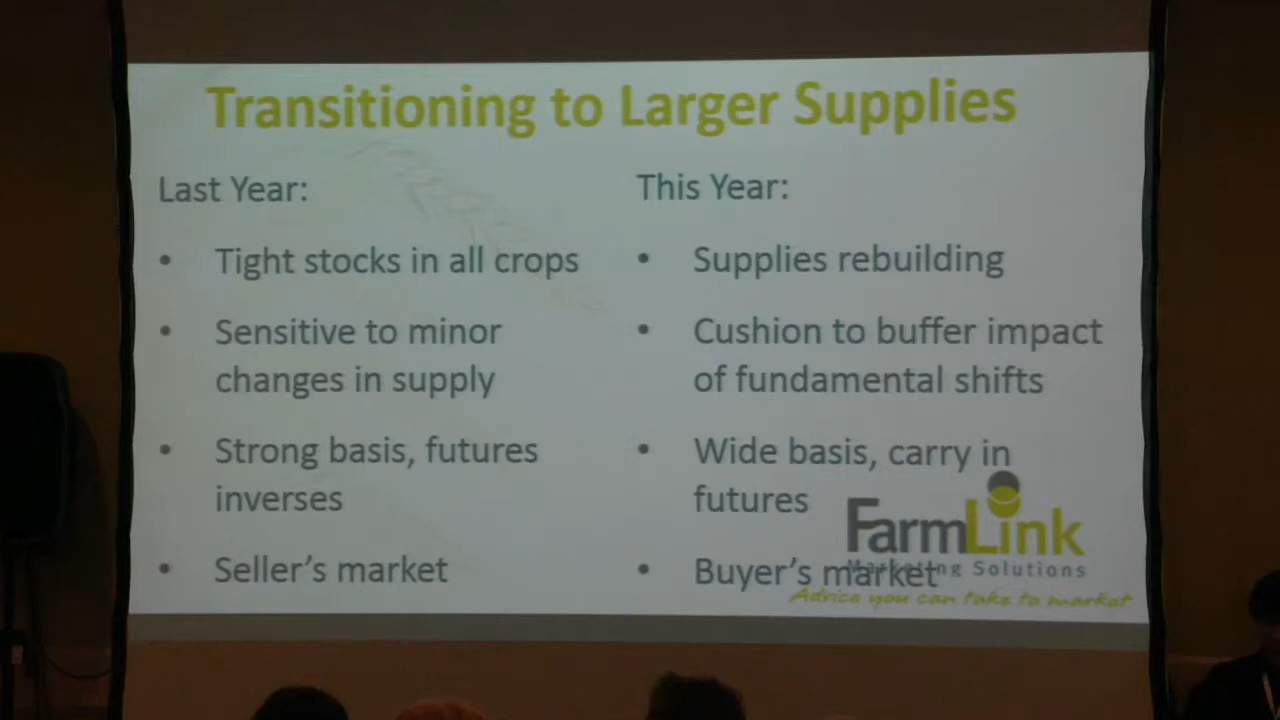 Transitioning to Larger Supplies
Last Year:
• Tight stocks in all crops
• Sensitive to minor
changes in supply
• Strong basis, futures
inverses
• Seller's market
This Year:
• Supplies rebuilding
• Cushion to buffer impact
of fundamental shifts
• Wide basis, carry in
futures
• Buyer's market
FarmLink
Marketing Solutions
Advice you can take to market